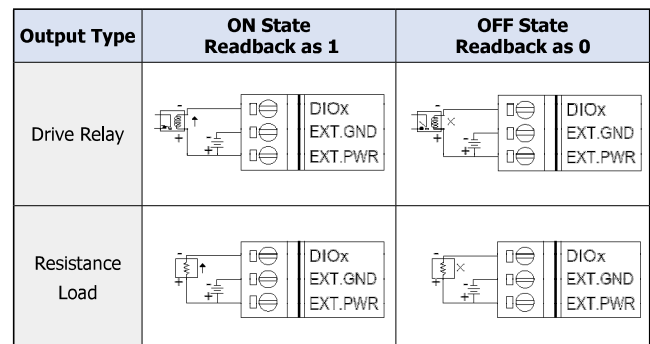 Output Type
ON State
Readback as 1
OFF State
Readback as 0
Drive Relay
-
+
-
+
DIOx
EXT.GND
EXT.PWR
-
+
-
+
DIOx
EXT.GND
EXT.PWR
Resistance
Load
-
+
-
+
DIOx
EXT.GND
EXT.PWR
-
+
-
+
DIOx
EXT.GND
EXT.PWR